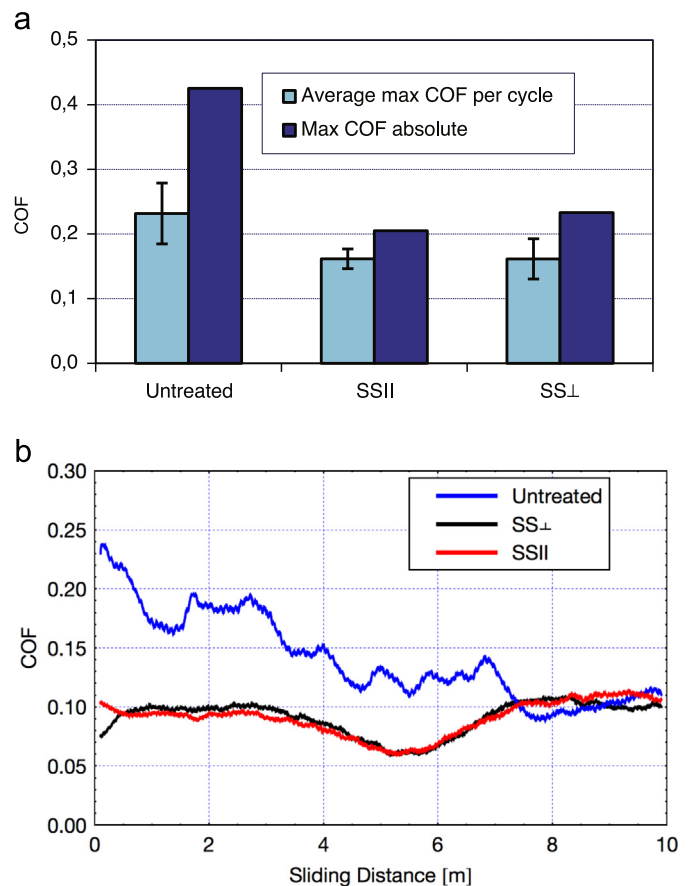 a
0,5
0,4
0,3
0,2
0,1
0,0
COF
Average max COF per cycle
Max COF absolute
Untreated
SSII
SS⊥
b
0.30
0.25
0.20
0.15
0.10
0.05
0.00
COF
Untreated
SS⊥
SSII
0
2
4
6
8
10
Sliding Distance [m]